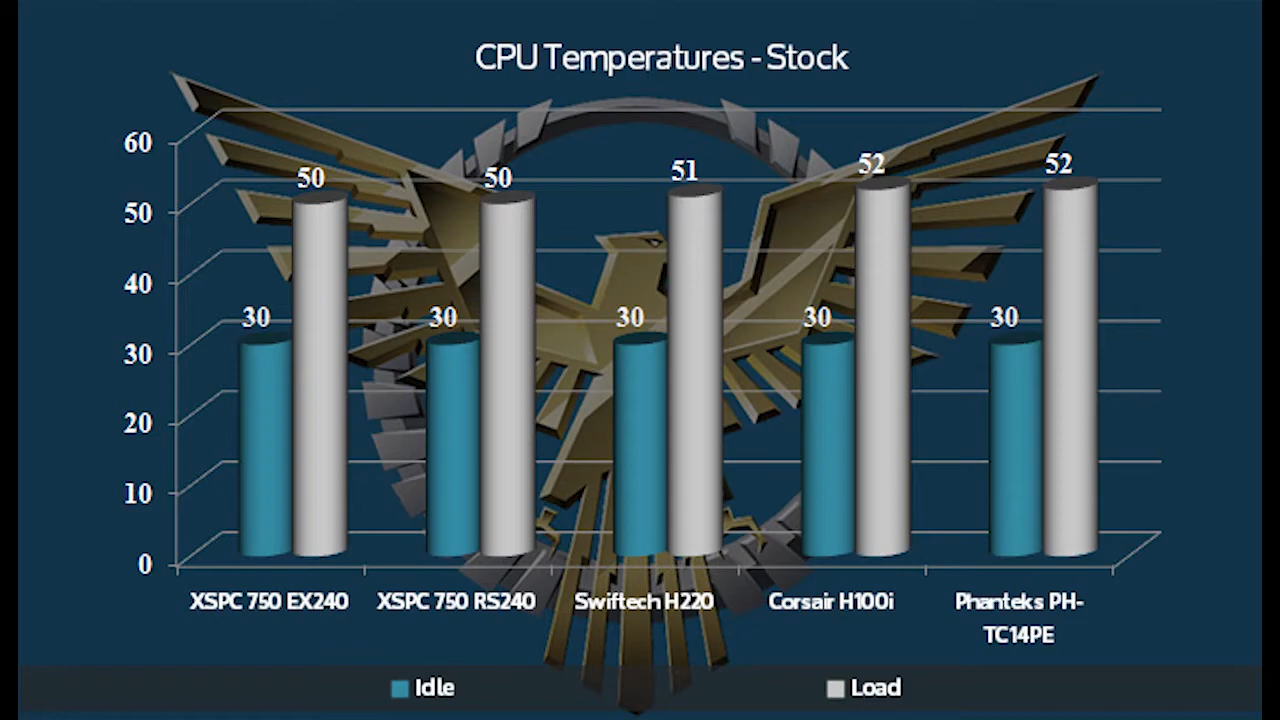 CPU Temperatures - Stock
60
50
40
30
20
10
0
50
50
51
52
52
30
30
30
30
30
XSPC 750 EX240
XSPC 750 RS240
Swiftech H220
Corsair H100i
Phanteks PH-
TC14PE
Idle
Load